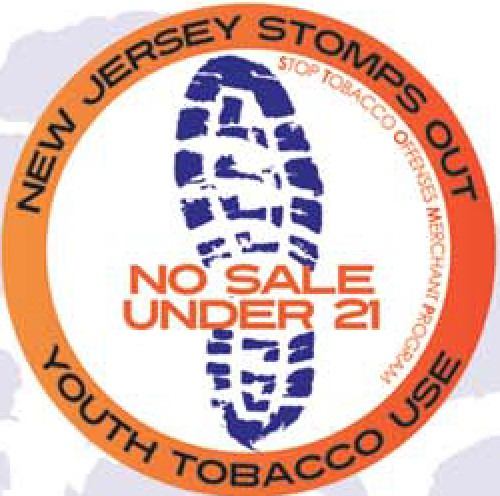 NEW JERSEY STOMPS OUT
STOP TOBACCO OFFENSES MERCHANT PROGRAM
NO SALE
UNDER 21
YOUTH TOBACCO USE